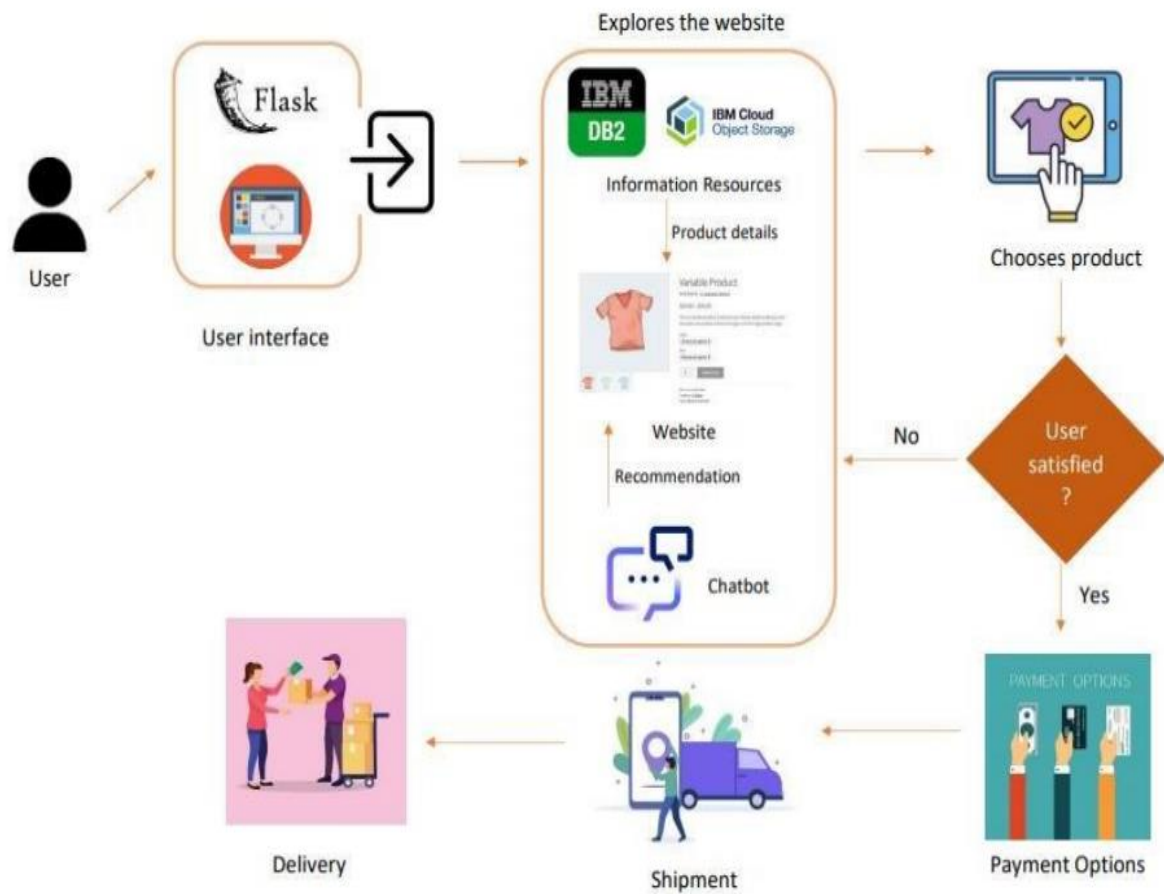 Explores the website
Flask
IBM
DB2
IBM Cloud
Object Storage
Information Resources
Product details
User
User interface
Chooses product
Variable Product
Website
Recommendation
Chatbot
No
User
satisfied
?
Yes
PAYMENT OPTIONS
Delivery
Shipment
Payment Options